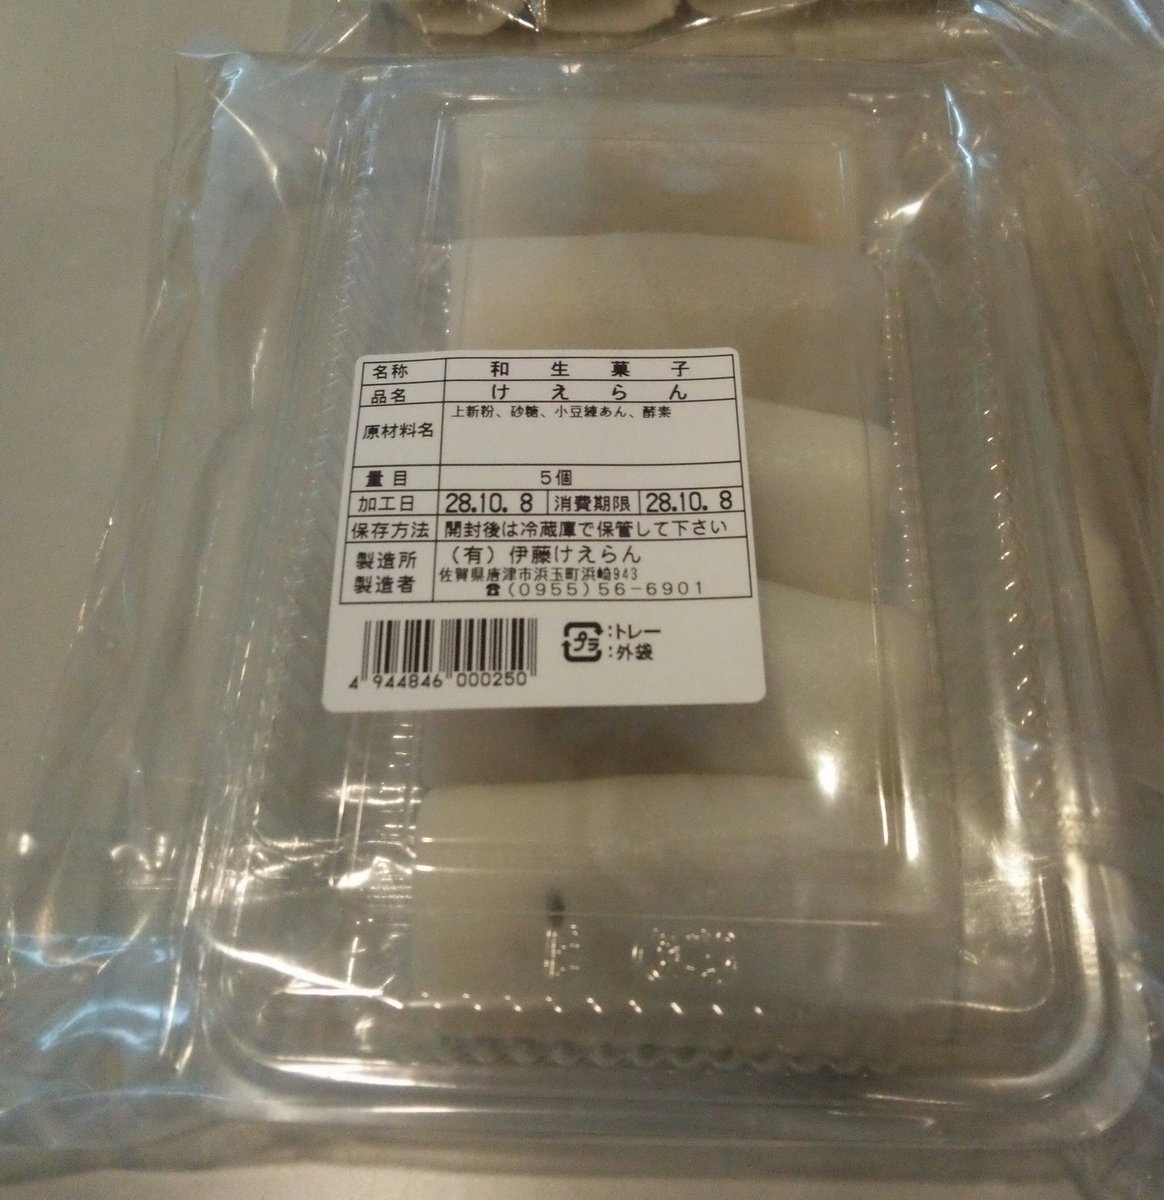 名称 和生菓子
品名 けえらん
原材料名 上新粉、砂糖、小豆練あん、酵素
量目 5個
加工日 28.10.8 消費期限 28.10.8
保存方法 開封後は冷蔵庫で保管して下さい
製造所 (有)伊藤けえらん
製造者 佐賀県唐津市浜玉町浜崎943
☎(0955)56-6901
プラ :トレー
:外袋
4 944846 000250